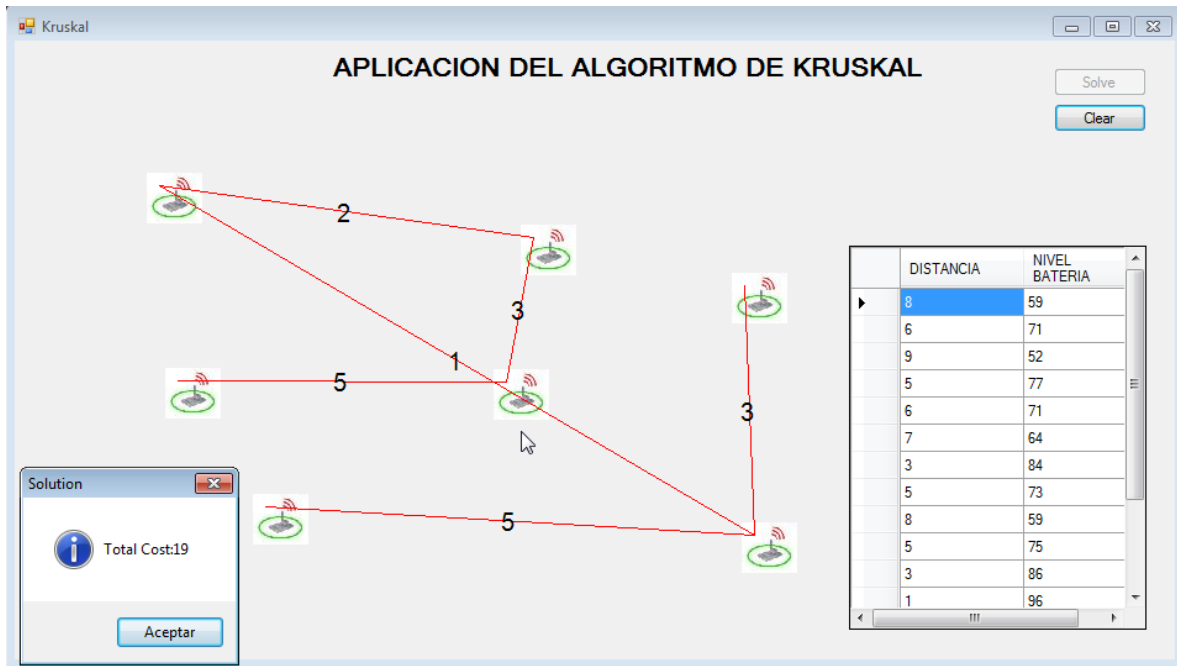 Kruskal
APLICACION DEL ALGORITMO DE KRUSKAL
Solve
Clear
2
3
1
5
3
5
DISTANCIA NIVEL BATERIA
8 59
6 71
9 52
5 77
6 71
7 64
3 84
5 73
8 59
5 75
3 86
1 96
Solution
Total Cost:19
Aceptar